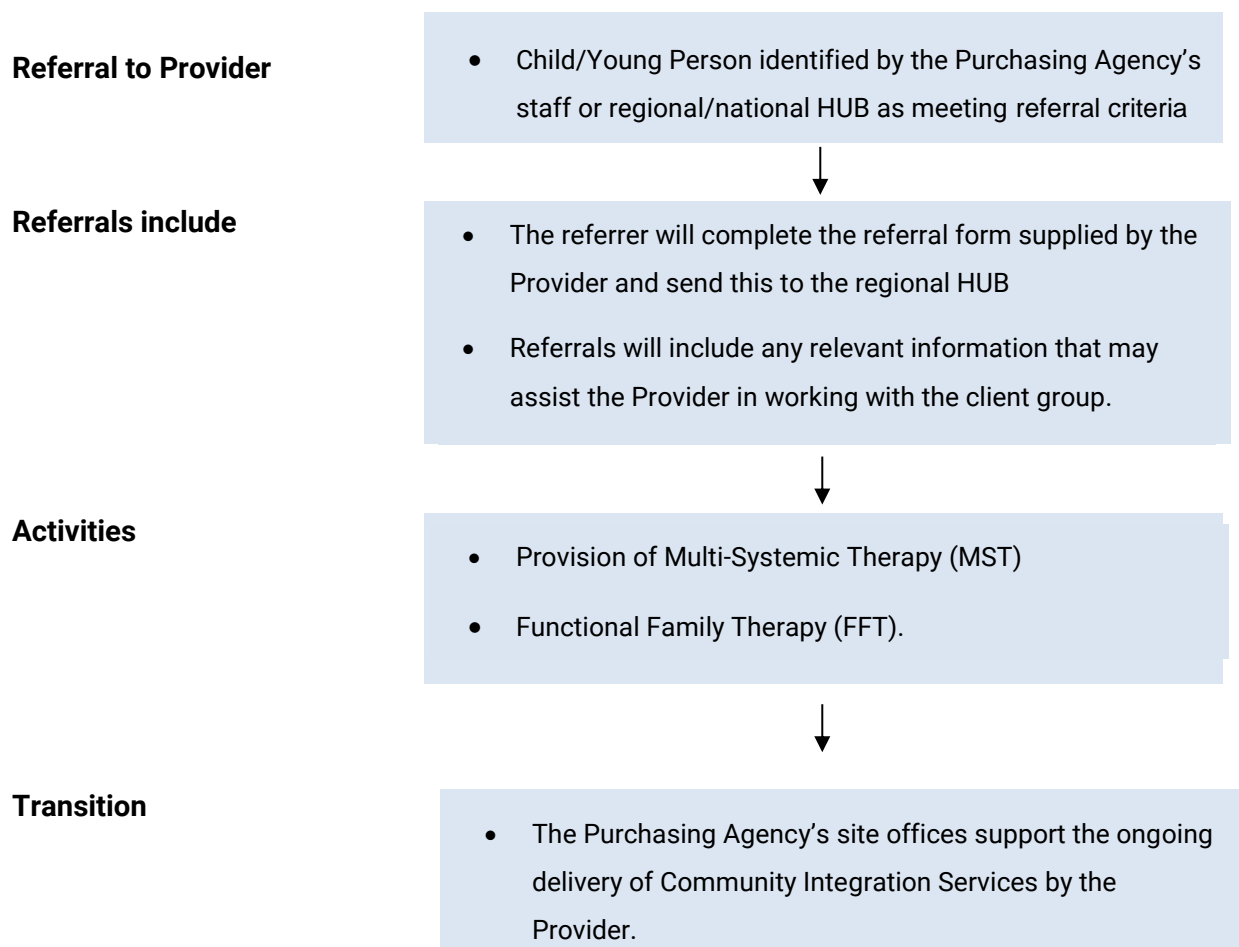 Referral to Provider
• Child/Young Person identified by the Purchasing Agency’s
staff or regional/national HUB as meeting referral criteria
Referrals include
• The referrer will complete the referral form supplied by the
Provider and send this to the regional HUB
• Referrals will include any relevant information that may
assist the Provider in working with the client group.
Activities
• Provision of Multi-Systemic Therapy (MST)
• Functional Family Therapy (FFT).
Transition
• The Purchasing Agency’s site offices support the ongoing
delivery of Community Integration Services by the
Provider.